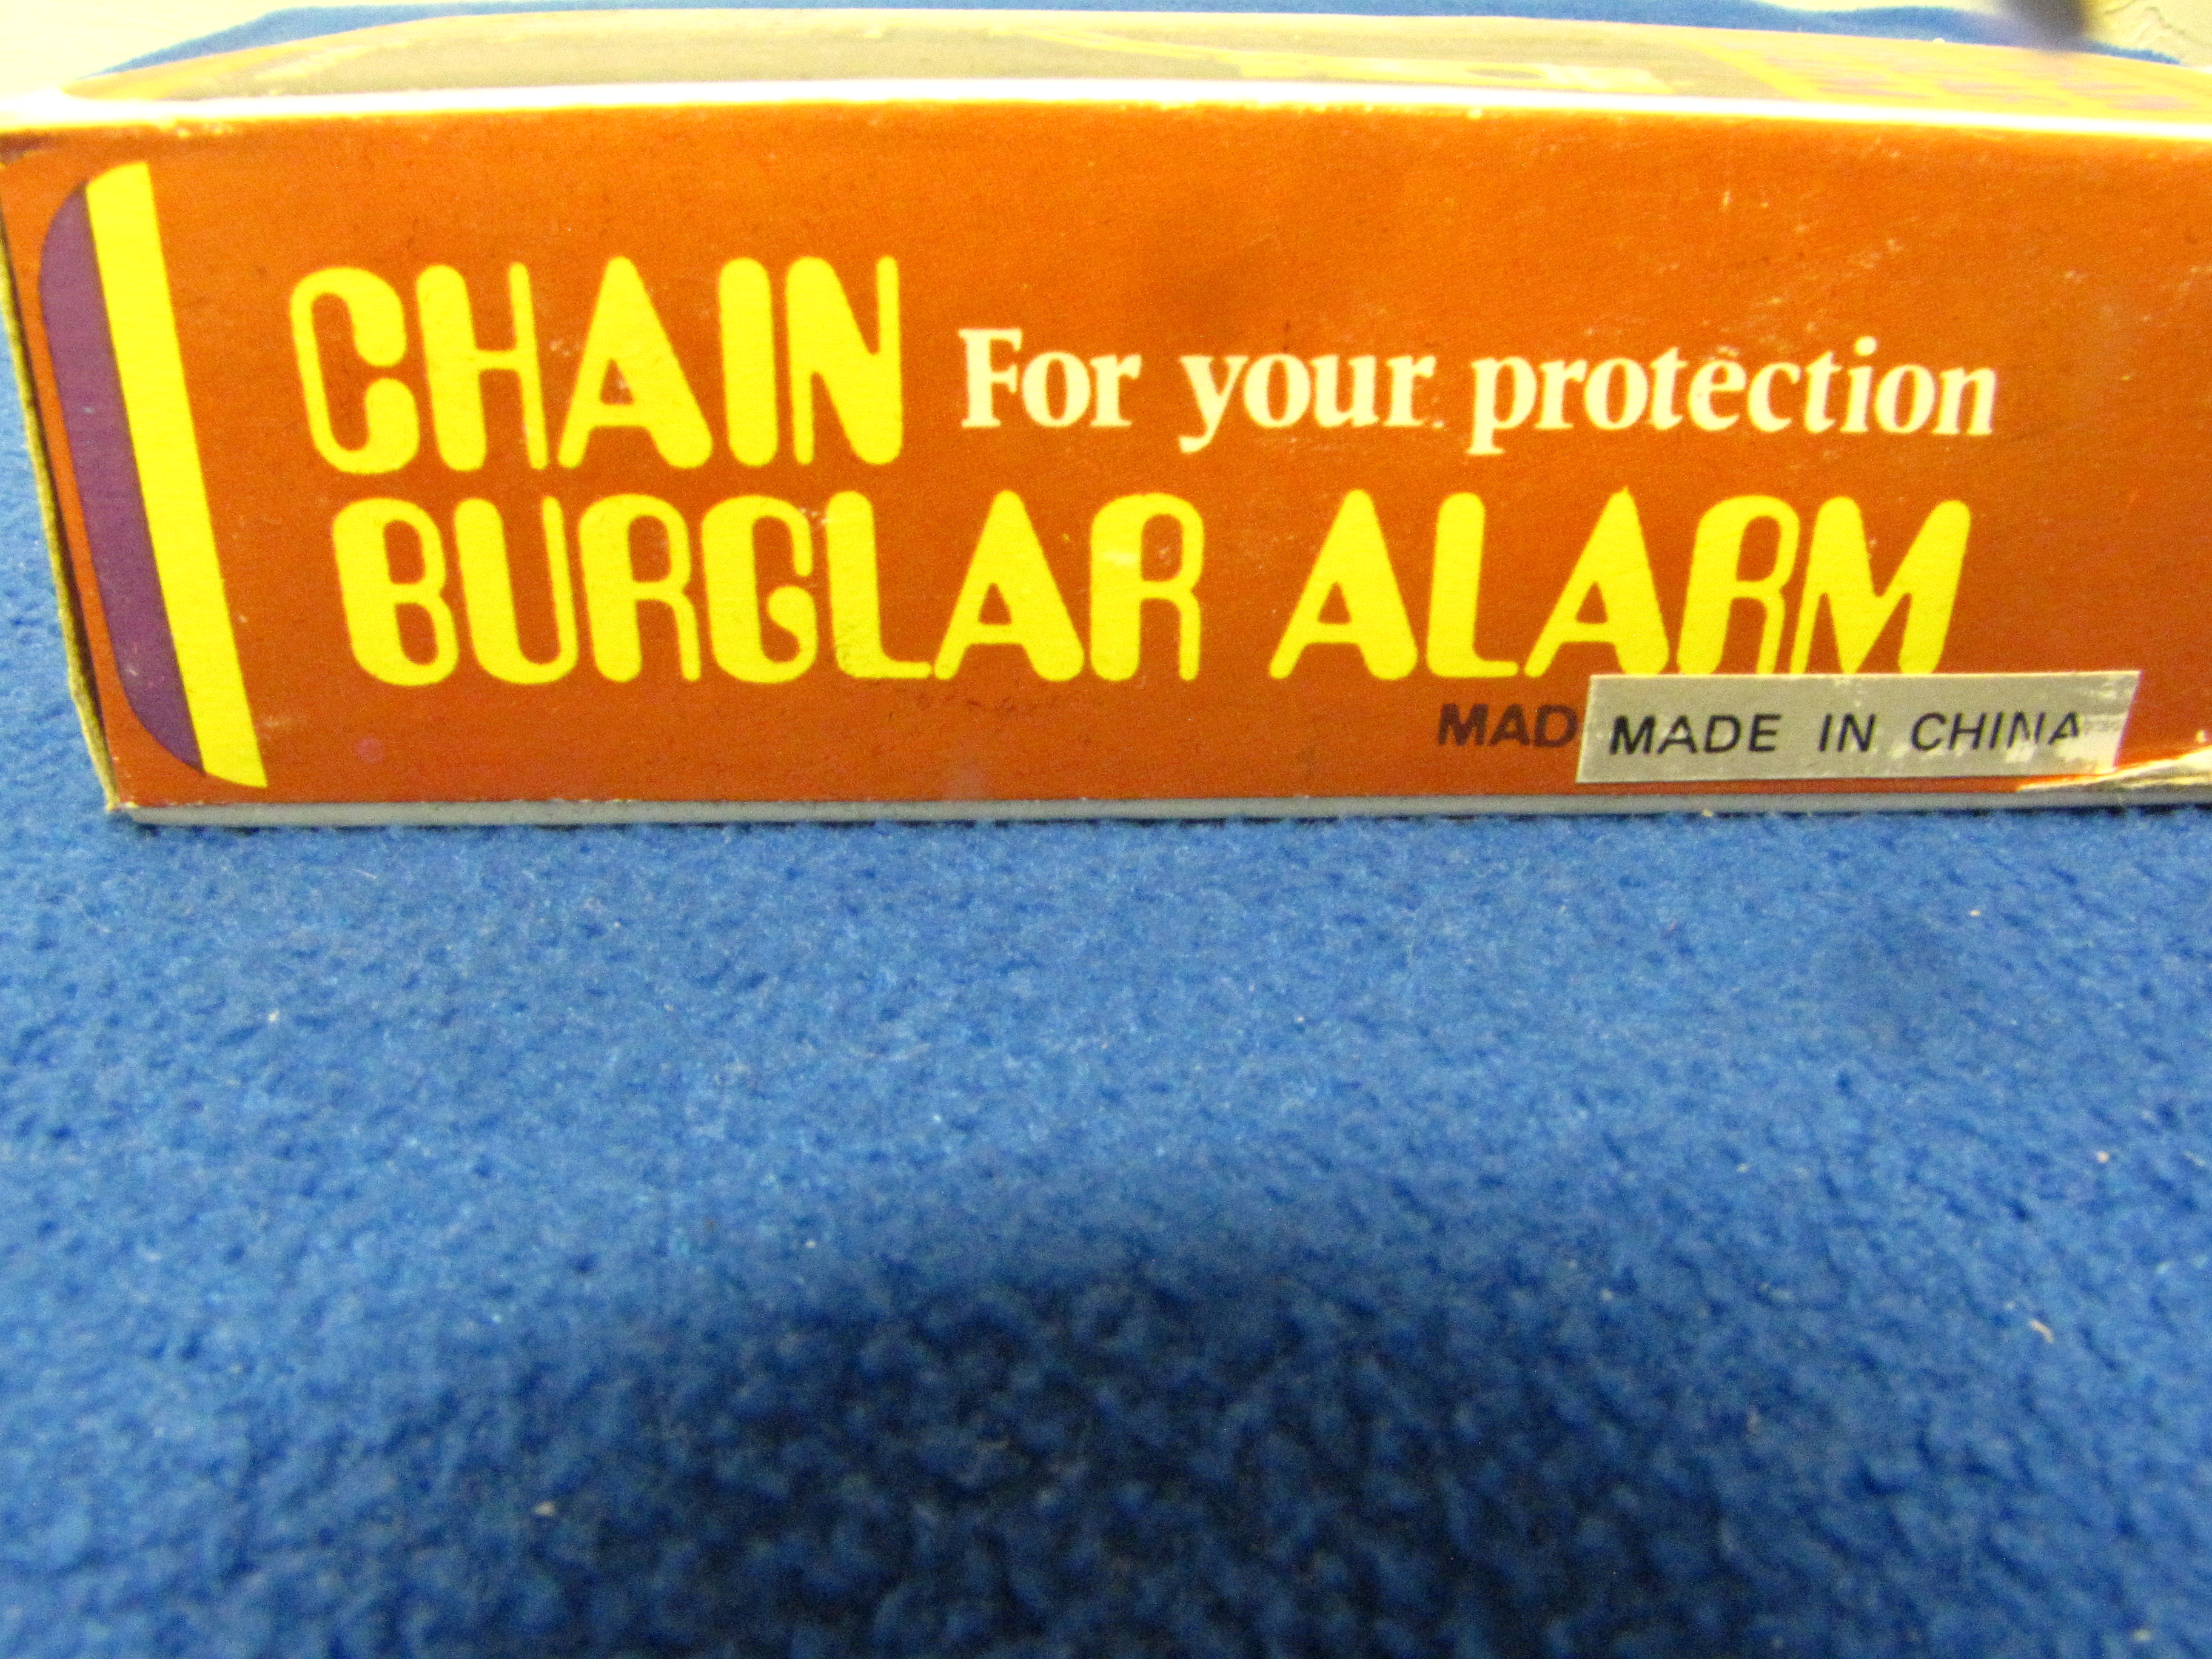 CHAIN For your protection
BURGLAR ALARM
MAD MADE IN CHINA